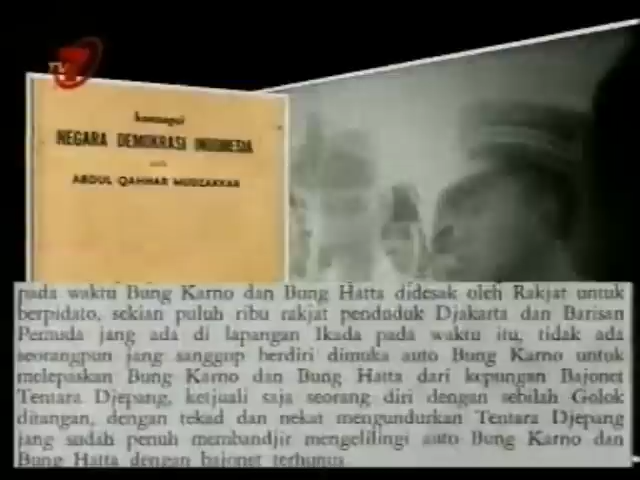 TV7
konsepsi
NEGARA DEMOKRASI INDONESIA
oleh
ABDUL QAHHAR MUDZAKKAR
pada waktu Bung Karno dan Bung Hatta didesak oleh Rakjat untuk
berpidato, sekian puluh ribu rakjat penduduk Djakarta dan Barisan
Pemuda jang ada di lapangan Ikada pada waktu itu, tidak ada
seorangpun jang sanggup berdiri dimuka auto Bung Karno untuk
melepaskan Bung Karno dan Bung Hatta dari kepungan Bajonet
Tentara Djepang, ketjuali saja seorang diri dengan sebilah Golok
ditangan, dengan tekad dan nekat mengundurkan Tentara Djepang
jang sudah penuh membandjir mengelilingi auto Bung Karno dan
Bung Hatta dengan bajonet terhunus